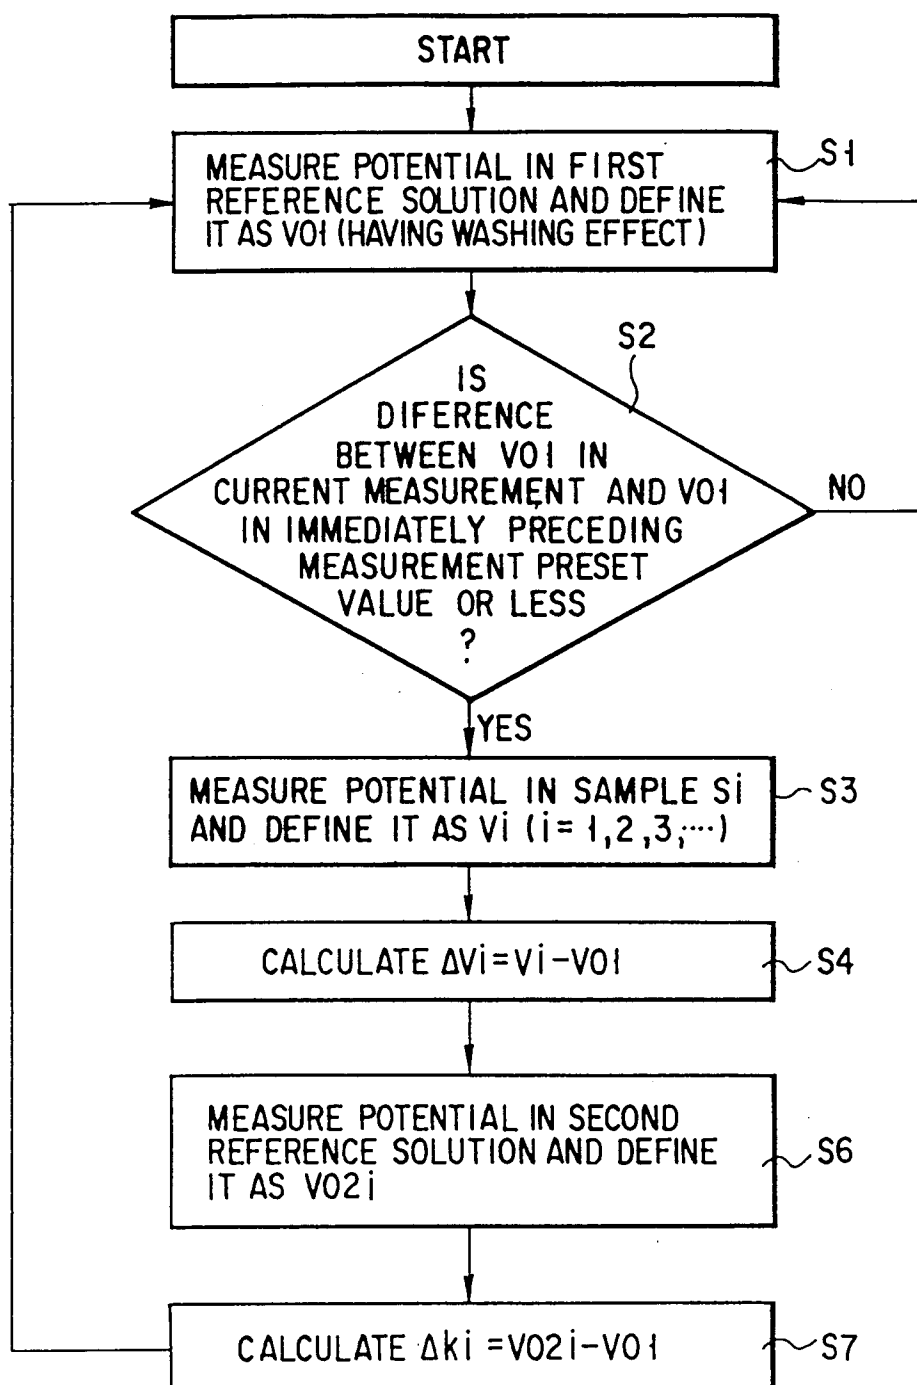 START
MEASURE POTENTIAL IN FIRST
REFERENCE SOLUTION AND DEFINE
IT AS V01 (HAVING WASHING EFFECT)
S1
S2
IS
DIFERENCE
BETWEEN V01 IN
CURRENT MEASUREMENT AND V01
IN IMMEDIATELY PRECEDING
MEASUREMENT PRESET
VALUE OR LESS
?
NO
YES
MEASURE POTENTIAL IN SAMPLE Si
AND DEFINE IT AS Vi (i= 1,2,3,····)
S3
CALCULATE ΔVi=Vi-V01
S4
MEASURE POTENTIAL IN SECOND
REFERENCE SOLUTION AND DEFINE
IT AS V02i
S6
CALCULATE Δki=V02i-V01
S7